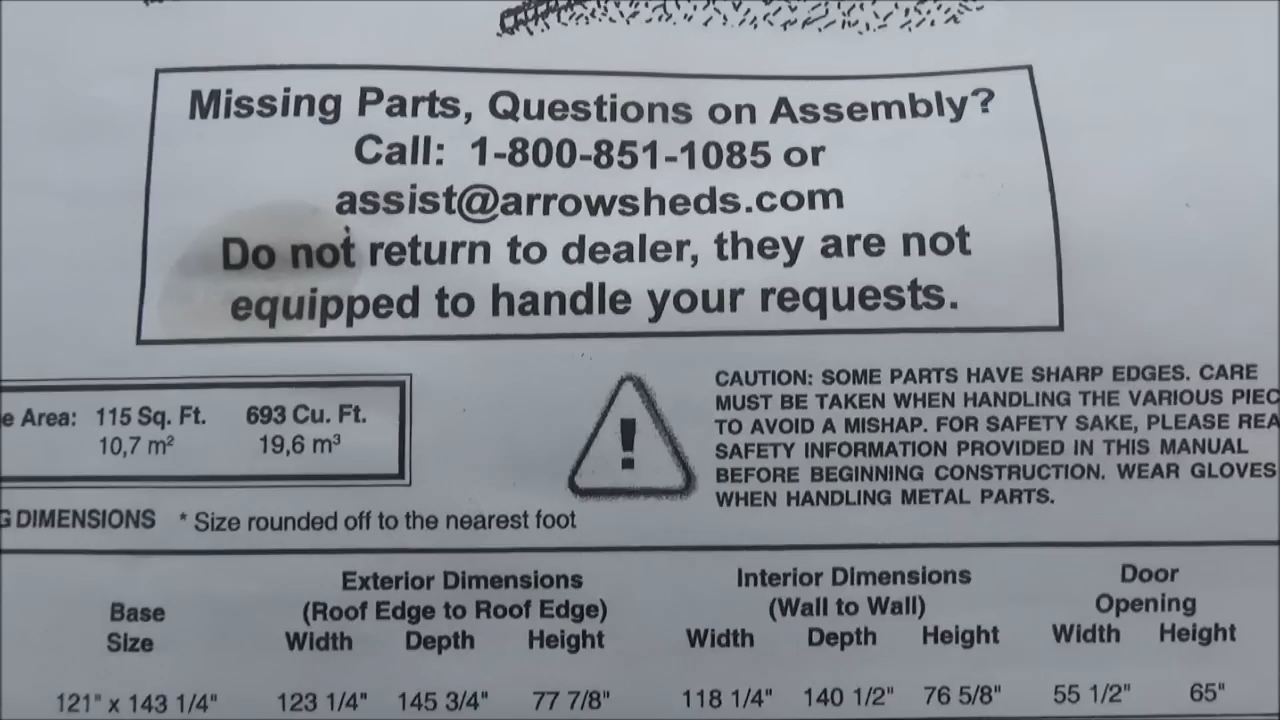 Missing Parts, Questions on Assembly?
Call: 1-800-851-1085 or
assist@arrowsheds.com
Do not return to dealer, they are not
equipped to handle your requests.
Area: 115 Sq. Ft. 693 Cu. Ft.
10,7 m² 19,6 m³
CAUTION: SOME PARTS HAVE SHARP EDGES. CARE
MUST BE TAKEN WHEN HANDLING THE VARIOUS PIEC
TO AVOID A MISHAP. FOR SAFETY SAKE, PLEASE REA
SAFETY INFORMATION PROVIDED IN THIS MANUAL
BEFORE BEGINNING CONSTRUCTION. WEAR GLOVES
WHEN HANDLING METAL PARTS.
G DIMENSIONS * Size rounded off to the nearest foot
Exterior Dimensions Interior Dimensions Door
Base (Roof Edge to Roof Edge) (Wall to Wall) Opening
Size Width Depth Height Width Depth Height Width Height
121" x 143 1/4" 123 1/4" 145 3/4" 77 7/8" 118 1/4" 140 1/2" 76 5/8" 55 1/2" 65"